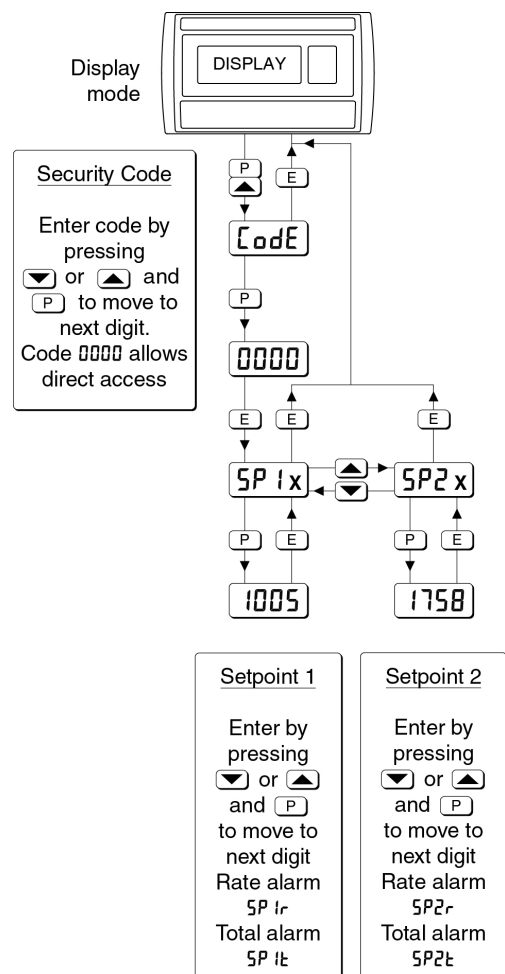 DISPLAY
Display
mode
P
E
Security Code
Enter code by
pressing
or and
P to move to
next digit.
Code 0000 allows
direct access
CodE
P
0000
E E E
SP1x SP2x
P E P E
1005 1758
Setpoint 1
Enter by
pressing
or
and P
to move to
next digit
Rate alarm
SP1r
Total alarm
SP1t
Setpoint 2
Enter by
pressing
or
and P
to move to
next digit
Rate alarm
SP2r
Total alarm
SP2t